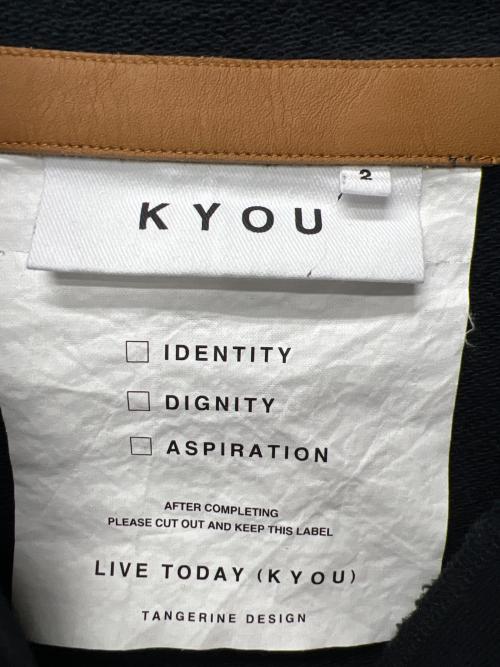 2
KYOU
IDENTITY
DIGNITY
ASPIRATION
AFTER COMPLETING
PLEASE CUT OUT AND KEEP THIS LABEL
LIVE TODAY (KYOU)
TANGERINE DESIGN